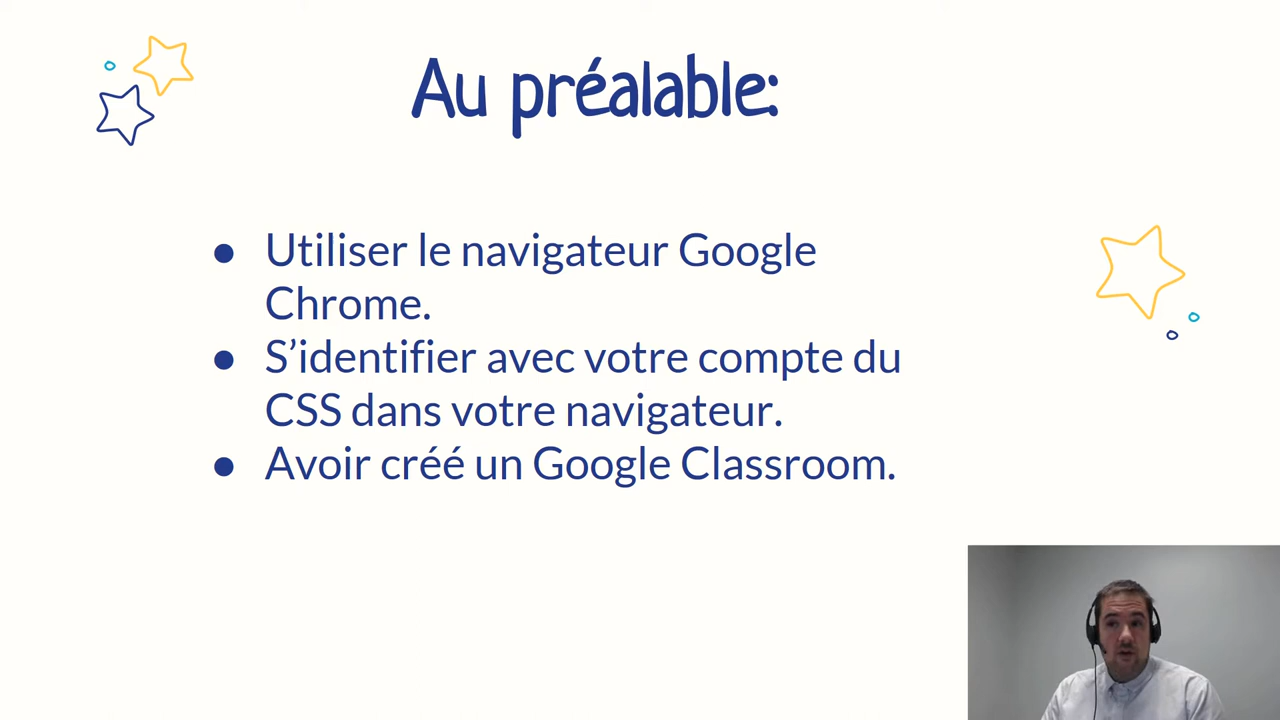 Au préalable:
● Utiliser le navigateur Google
Chrome.
● S’identifier avec votre compte du
CSS dans votre navigateur.
● Avoir créé un Google Classroom.